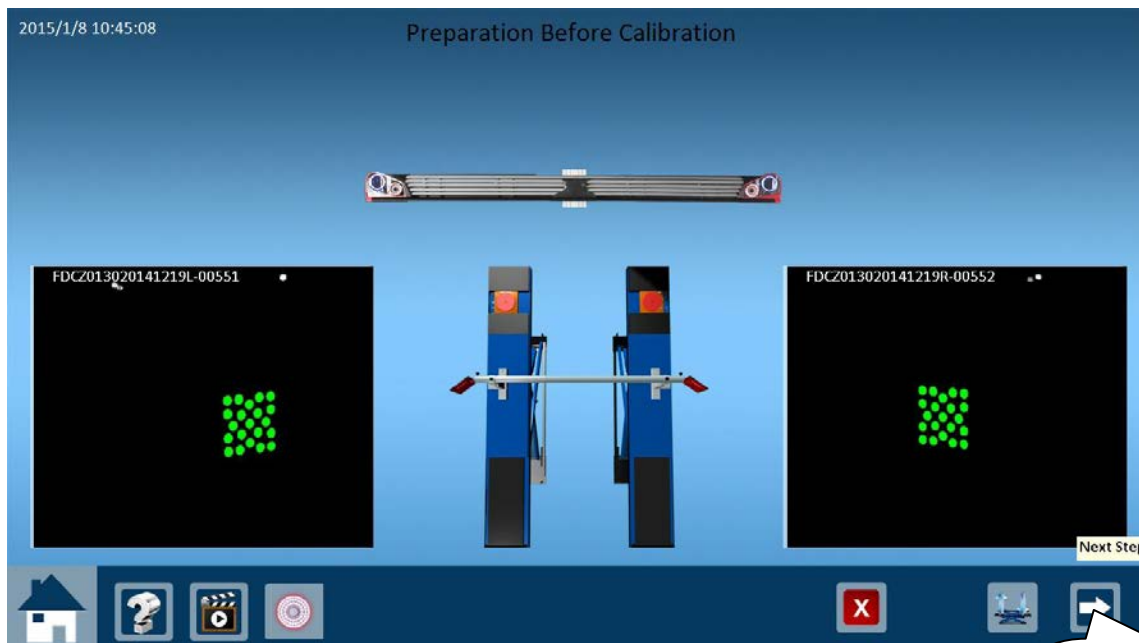 2015/1/8 10:45:08
Preparation Before Calibration
FDCZ013020141219L-00551
FDCZ013020141219R-00552
Next Step
X